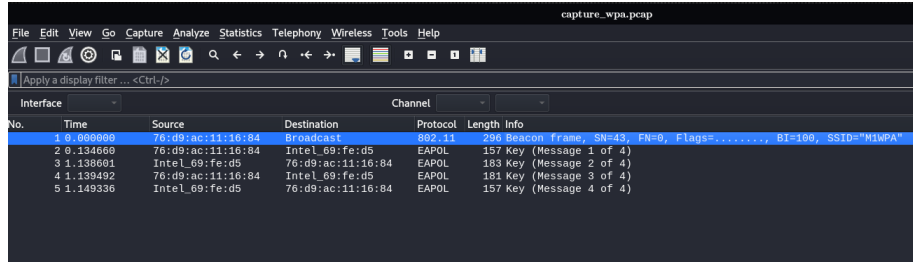 capture_wpa.pcap
File Edit View Go Capture Analyze Statistics Telephony Wireless Tools Help
Apply a display filter ... <Ctrl-/>
Interface Channel
No. Time Source Destination Protocol Length Info
1 0.000000 76:d9:ac:11:16:84 Broadcast 802.11 296 Beacon frame, SN=43, FN=0, Flags=........, BI=100, SSID="M1WPA"
2 0.134660 76:d9:ac:11:16:84 Intel_69:fe:d5 EAPOL 157 Key (Message 1 of 4)
3 1.138601 Intel_69:fe:d5 76:d9:ac:11:16:84 EAPOL 183 Key (Message 2 of 4)
4 1.139492 76:d9:ac:11:16:84 Intel_69:fe:d5 EAPOL 181 Key (Message 3 of 4)
5 1.149336 Intel_69:fe:d5 76:d9:ac:11:16:84 EAPOL 157 Key (Message 4 of 4)